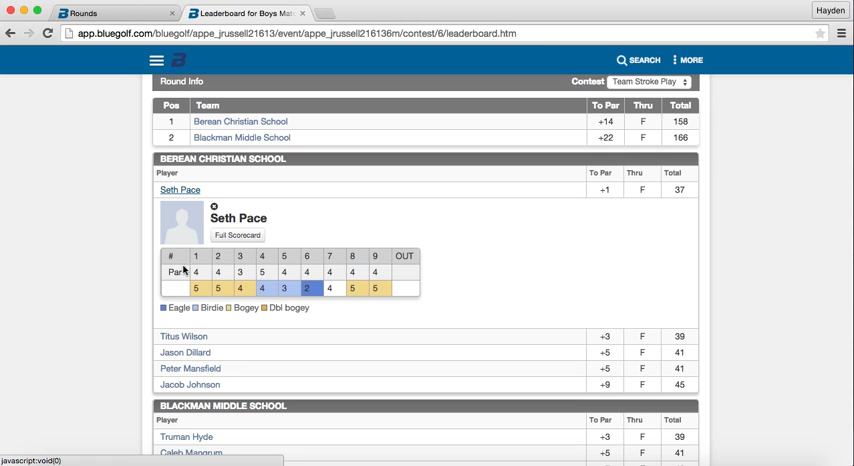 Rounds
Leaderboard for Boys Mat
Hayden
app.bluegolf.com/bluegolf/appe_jrussell21613/event/appe_jrussell216136m/contest/6/leaderboard.htm
SEARCH MORE
Round Info Contest Team Stroke Play
Pos Team To Par Thru Total
1 Berean Christian School +14 F 158
2 Blackman Middle School +22 F 166
BEREAN CHRISTIAN SCHOOL
Player To Par Thru Total
Seth Pace +1 F 37
Seth Pace
Full Scorecard
# 1 2 3 4 5 6 7 8 9 OUT
Par 4 4 3 5 4 4 4 4 4
5 5 4 4 3 2 4 5 5
Eagle Birdie Bogey Dbl bogey
Titus Wilson +3 F 39
Jason Dillard +5 F 41
Peter Mansfield +5 F 41
Jacob Johnson +9 F 45
BLACKMAN MIDDLE SCHOOL
Player To Par Thru Total
Truman Hyde +3 F 39
Caleb Mangrum +5 F 41
javascript:void(0)